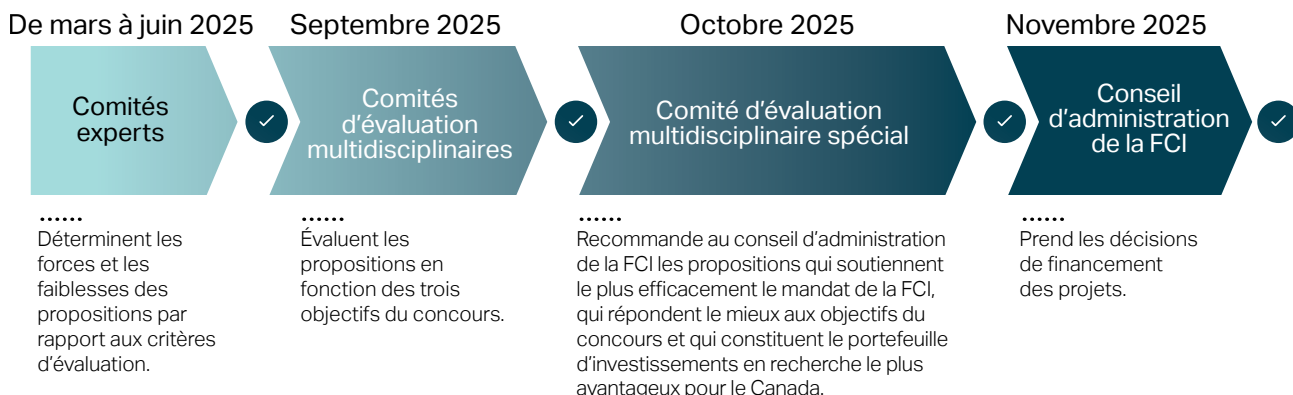 De mars à juin 2025
Septembre 2025
Octobre 2025
Novembre 2025
Comités
experts
Comités
d'évaluation
multidisciplinaires
Comité d'évaluation
multidisciplinaire spécial
Conseil
d'administration
de la FCI
......
Déterminent les
forces et les
faiblesses des
propositions par
rapport aux critères
d'évaluation.
......
Évaluent les
propositions en
fonction des trois
objectifs du concours.
......
Recommande au conseil d'administration
de la FCI les propositions qui soutiennent
le plus efficacement le mandat de la FCI,
qui répondent le mieux aux objectifs du
concours et qui constituent le portefeuille
d'investissements en recherche le plus
avantageux pour le Canada.
......
Prend les décisions
de financement
des projets.